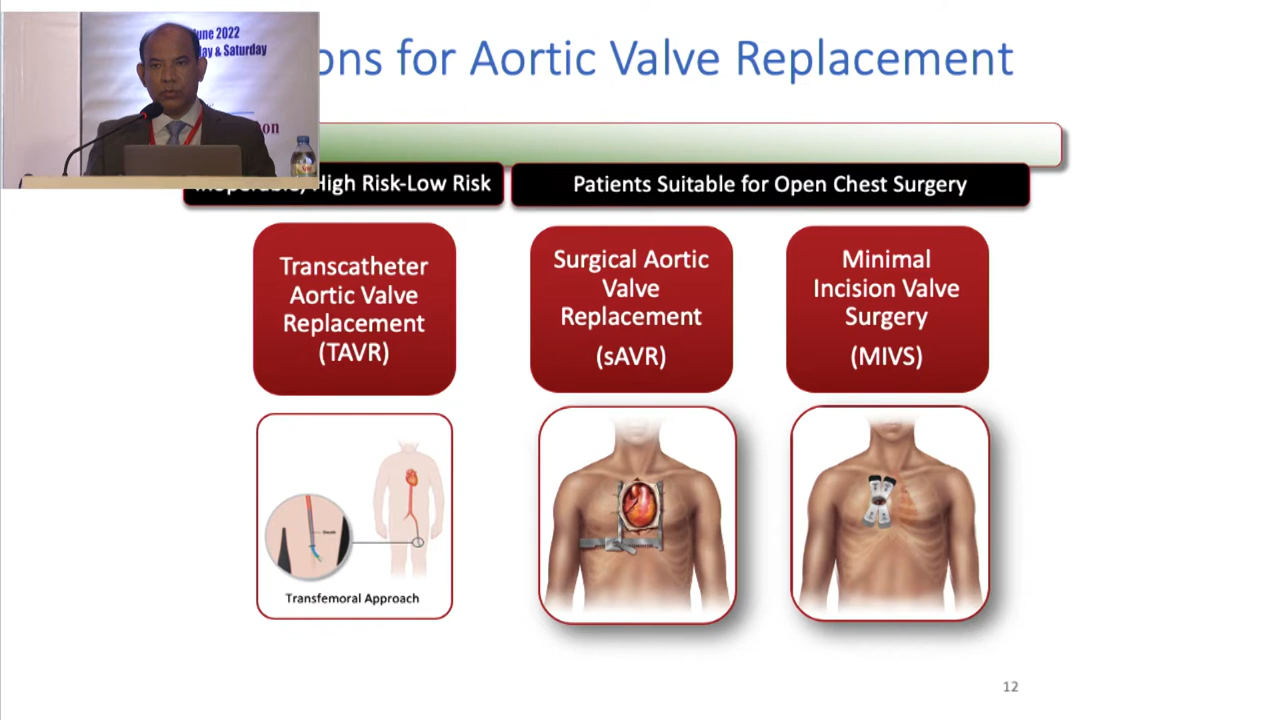 June 2022
& Saturday
ons for Aortic Valve Replacement
High Risk-Low Risk
Patients Suitable for Open Chest Surgery
Transcatheter
Aortic Valve
Replacement
(TAVR)
Surgical Aortic
Valve
Replacement
(sAVR)
Minimal
Incision Valve
Surgery
(MIVS)
Transfemoral Approach
12